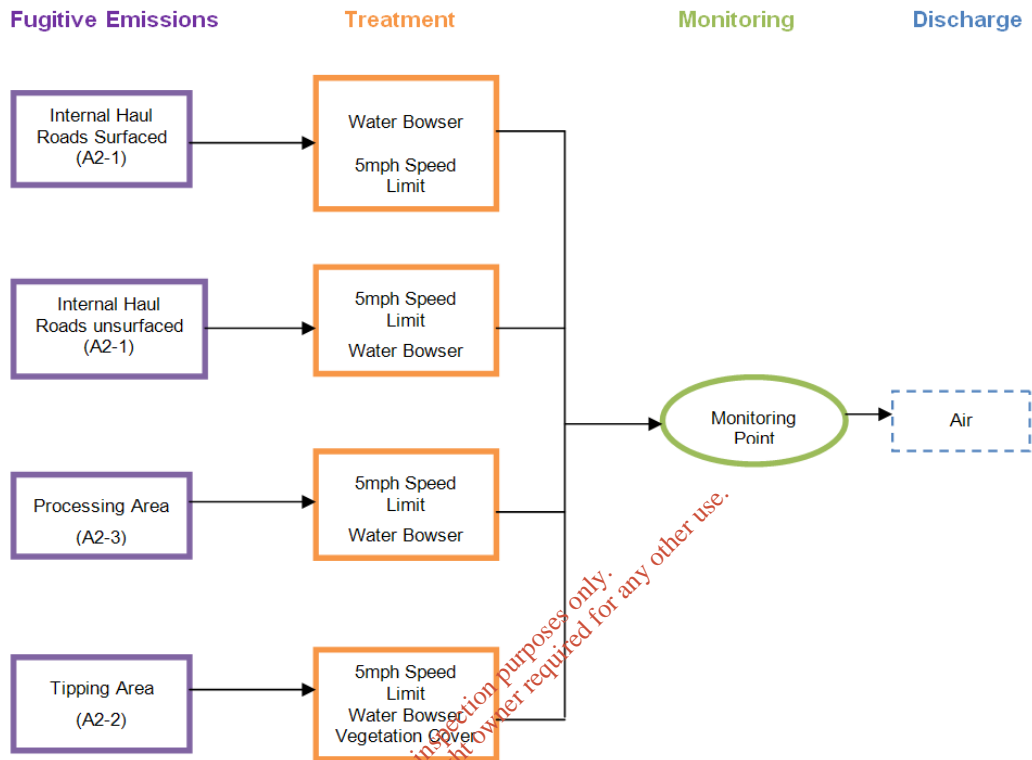 Fugitive Emissions
Treatment
Monitoring
Discharge
Internal Haul
Roads Surfaced
(A2-1)
Water Bowser
5mph Speed
Limit
Internal Haul
Roads unsurfaced
(A2-1)
5mph Speed
Limit
Water Bowser
Monitoring
Point
Air
Processing Area
(A2-3)
5mph Speed
Limit
Water Bowser
Tipping Area
(A2-2)
5mph Speed
Limit
Water Bowser
Vegetation Cover
inspection purposes only.
owner required for any other use.